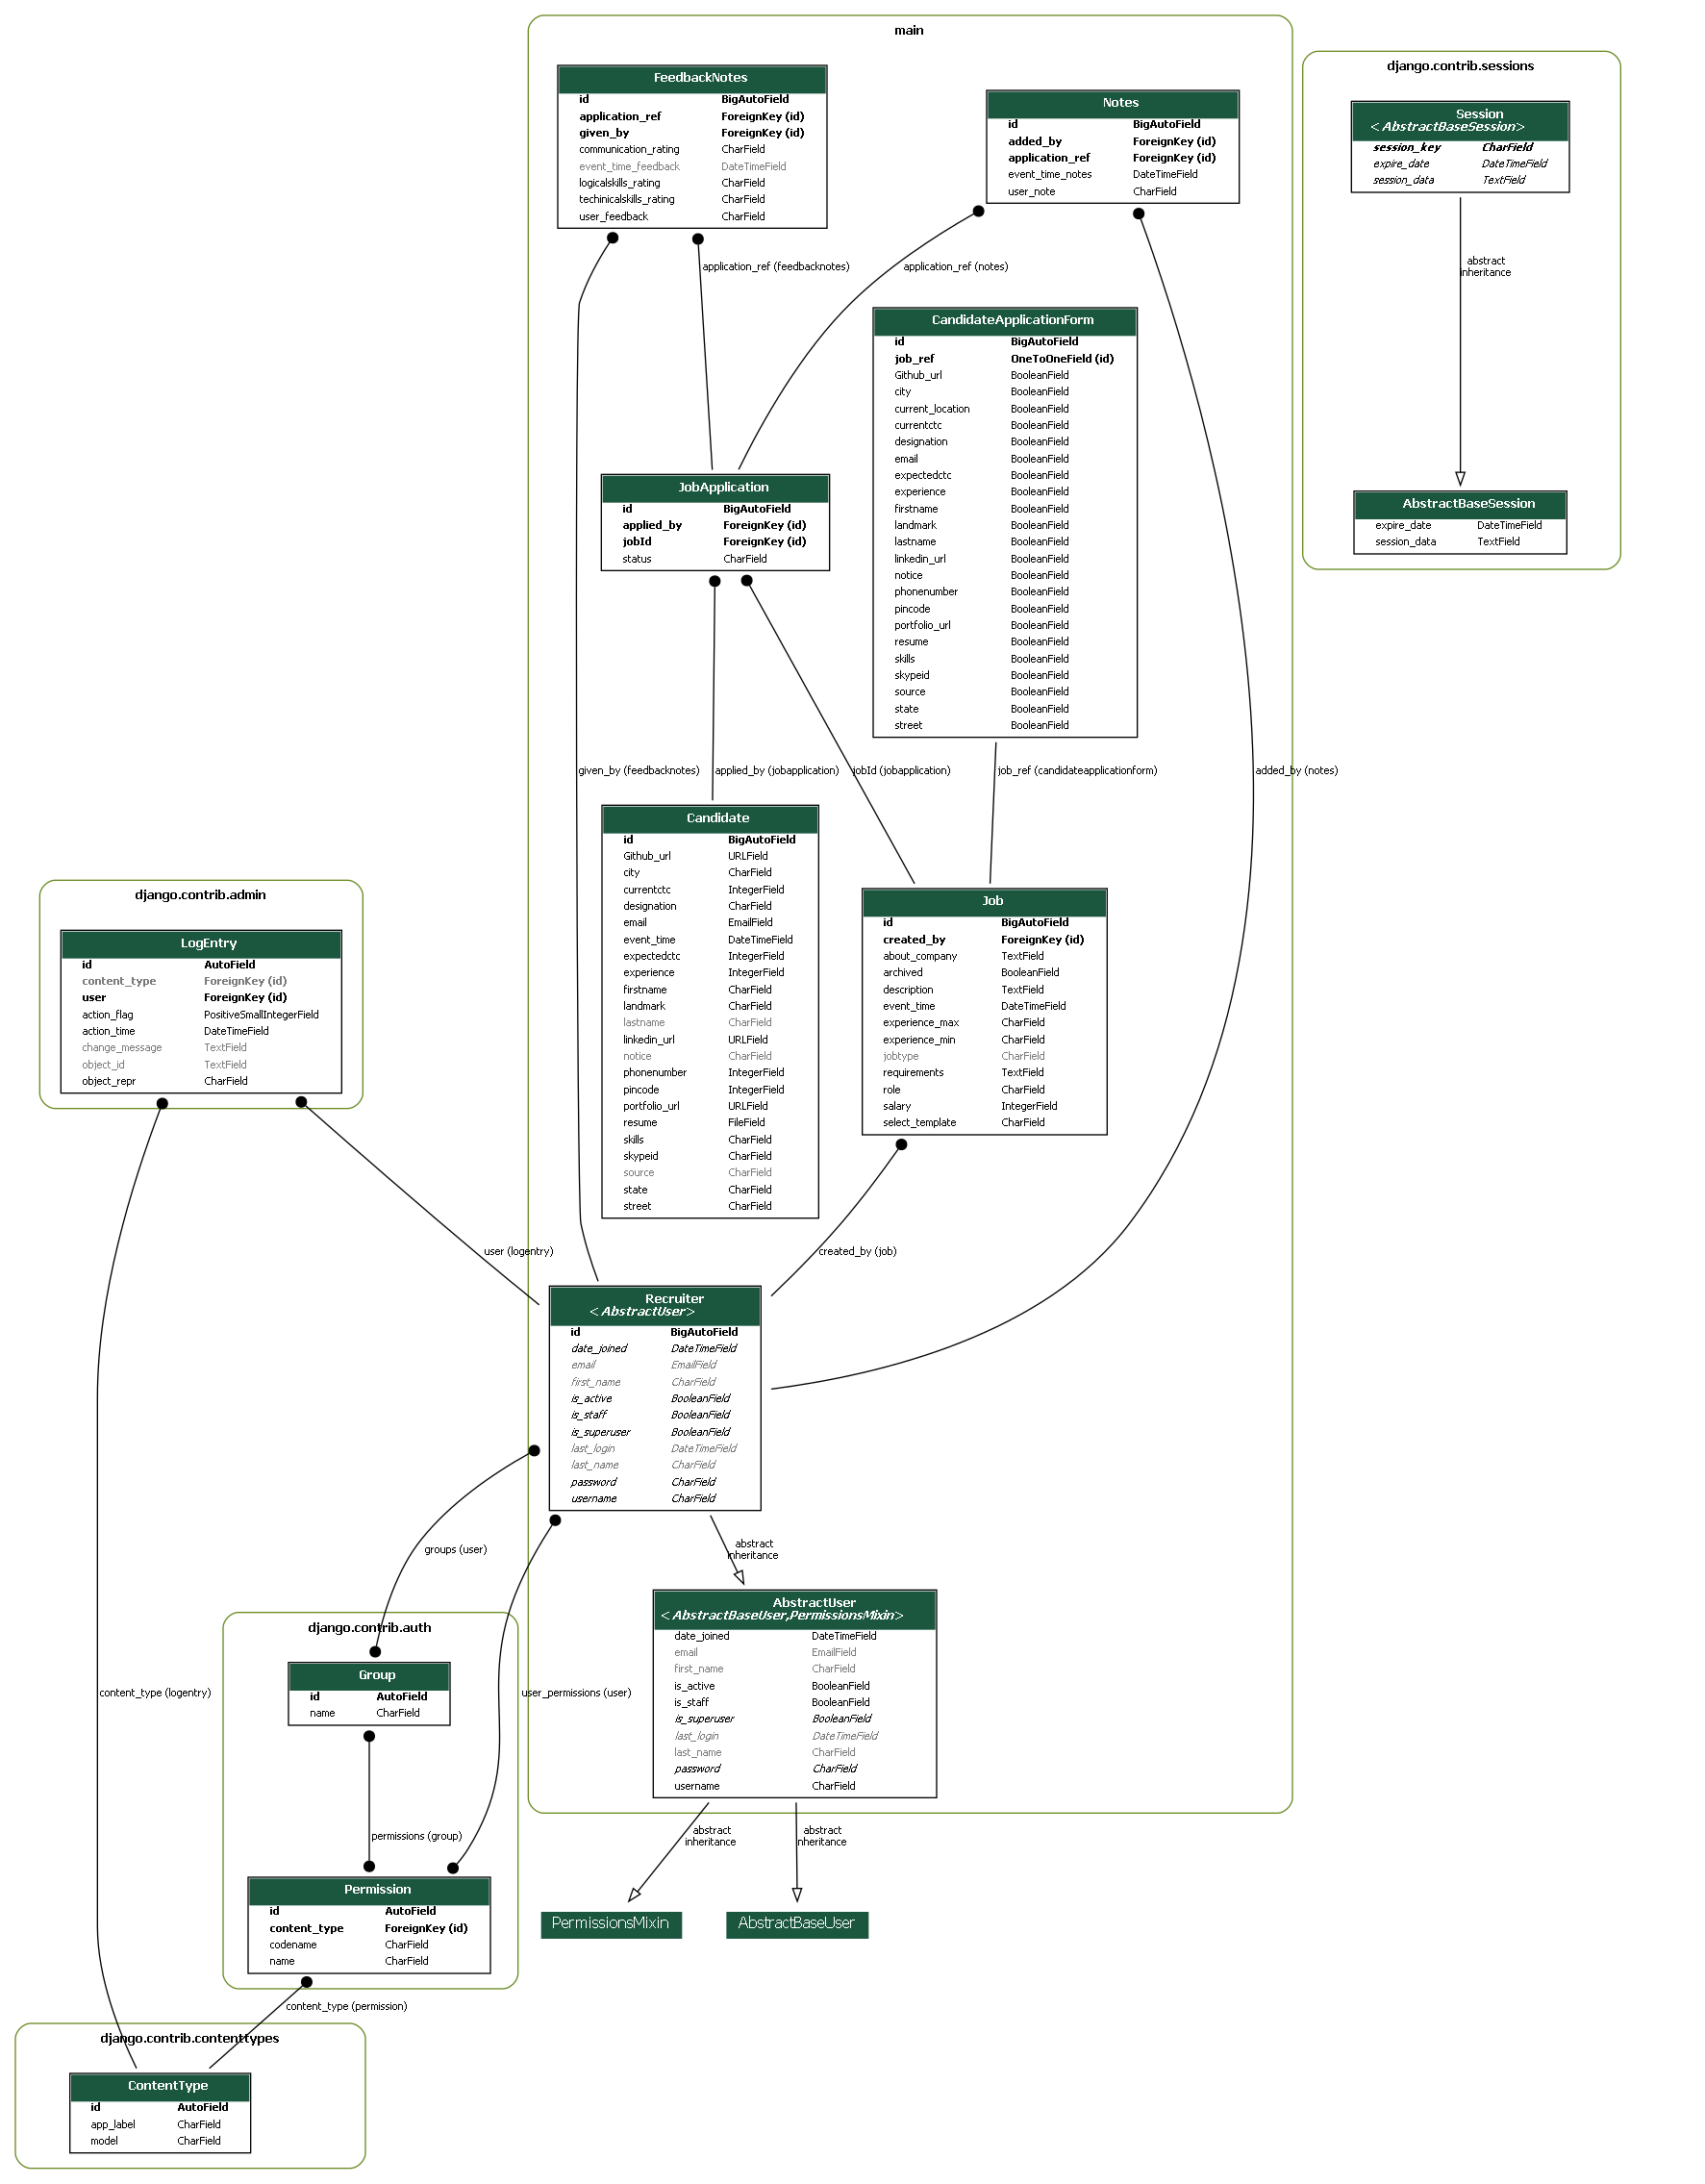 main
FeedbackNotes
id BigAutoField
application_ref ForeignKey (id)
given_by ForeignKey (id)
communication_rating CharField
event_time_feedback DateTimeField
logicalskills_rating CharField
techinicalskills_rating CharField
user_feedback CharField
Notes
id BigAutoField
added_by ForeignKey (id)
application_ref ForeignKey (id)
event_time_notes DateTimeField
user_note CharField
django.contrib.sessions
Session
<AbstractBaseSession>
session_key CharField
expire_date DateTimeField
session_data TextField
abstract
inheritance
AbstractBaseSession
expire_date DateTimeField
session_data TextField
application_ref (feedbacknotes)
application_ref (notes)
CandidateApplicationForm
id BigAutoField
job_ref OneToOneField (id)
Github_url BooleanField
city BooleanField
current_location BooleanField
currentctc BooleanField
designation BooleanField
email BooleanField
expectedctc BooleanField
experience BooleanField
firstname BooleanField
landmark BooleanField
lastname BooleanField
linkedin_url BooleanField
notice BooleanField
phonenumber BooleanField
pincode BooleanField
portfolio_url BooleanField
resume BooleanField
skills BooleanField
skypeid BooleanField
source BooleanField
state BooleanField
street BooleanField
JobApplication
id BigAutoField
applied_by ForeignKey (id)
jobId ForeignKey (id)
status CharField
given_by (feedbacknotes)
applied_by (jobapplication)
jobId (jobapplication)
job_ref (candidateapplicationform)
added_by (notes)
Candidate
id BigAutoField
Github_url URLField
city CharField
currentctc IntegerField
designation CharField
email EmailField
event_time DateTimeField
expectedctc IntegerField
experience IntegerField
firstname CharField
landmark CharField
lastname CharField
linkedin_url URLField
notice CharField
phonenumber IntegerField
pincode IntegerField
portfolio_url URLField
resume FileField
skills CharField
skypeid CharField
source CharField
state CharField
street CharField
Job
id BigAutoField
created_by ForeignKey (id)
about_company TextField
archived BooleanField
description TextField
event_time DateTimeField
experience_max CharField
experience_min CharField
jobtype CharField
requirements TextField
role CharField
salary IntegerField
select_template CharField
django.contrib.admin
LogEntry
id AutoField
content_type ForeignKey (id)
user ForeignKey (id)
action_flag PositiveSmallIntegerField
action_time DateTimeField
change_message TextField
object_id TextField
object_repr CharField
user (logentry)
created_by (job)
Recruiter
<AbstractUser>
id BigAutoField
date_joined DateTimeField
email EmailField
first_name CharField
is_active BooleanField
is_staff BooleanField
is_superuser BooleanField
last_login DateTimeField
last_name CharField
password CharField
username CharField
groups (user)
abstract
inheritance
AbstractUser
<AbstractBaseUser,PermissionsMixin>
date_joined DateTimeField
email EmailField
first_name CharField
is_active BooleanField
is_staff BooleanField
is_superuser BooleanField
last_login DateTimeField
last_name CharField
password CharField
username CharField
django.contrib.auth
Group
id AutoField
name CharField
content_type (logentry)
user_permissions (user)
permissions (group)
abstract
inheritance
abstract
inheritance
Permission
id AutoField
content_type ForeignKey (id)
codename CharField
name CharField
PermissionsMixin
AbstractBaseUser
content_type (permission)
django.contrib.contenttypes
ContentType
id AutoField
app_label CharField
model CharField